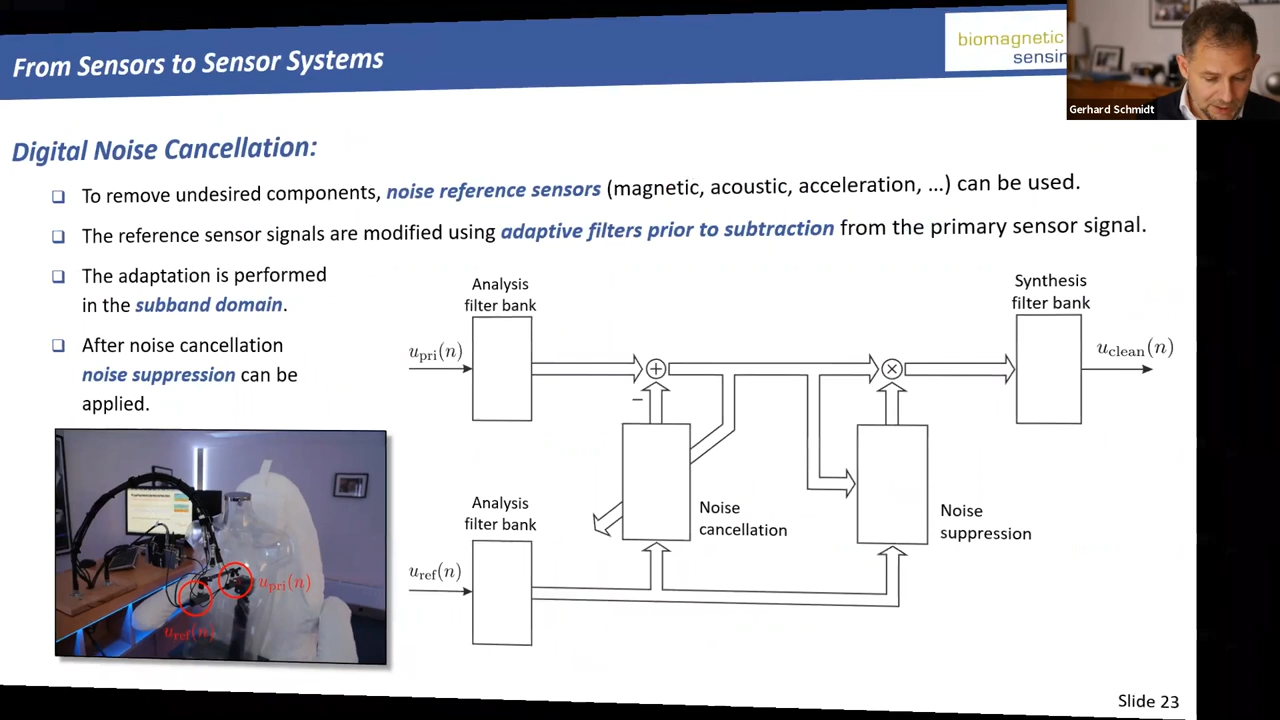 From Sensors to Sensor Systems
biomagnetic
sensin
Gerhard Schmidt
Digital Noise Cancellation:
❑ To remove undesired components, noise reference sensors (magnetic, acoustic, acceleration, …) can be used.
❑ The reference sensor signals are modified using adaptive filters prior to subtraction from the primary sensor signal.
❑ The adaptation is performed
in the subband domain.
❑ After noise cancellation
noise suppression can be
applied.
Analysis
filter bank
Synthesis
filter bank
u_pri(n)
u_clean(n)
+
×
−
Noise
cancellation
Noise
suppression
Analysis
filter bank
u_ref(n)
u_pri(n)
u_ref(n)
Slide 23